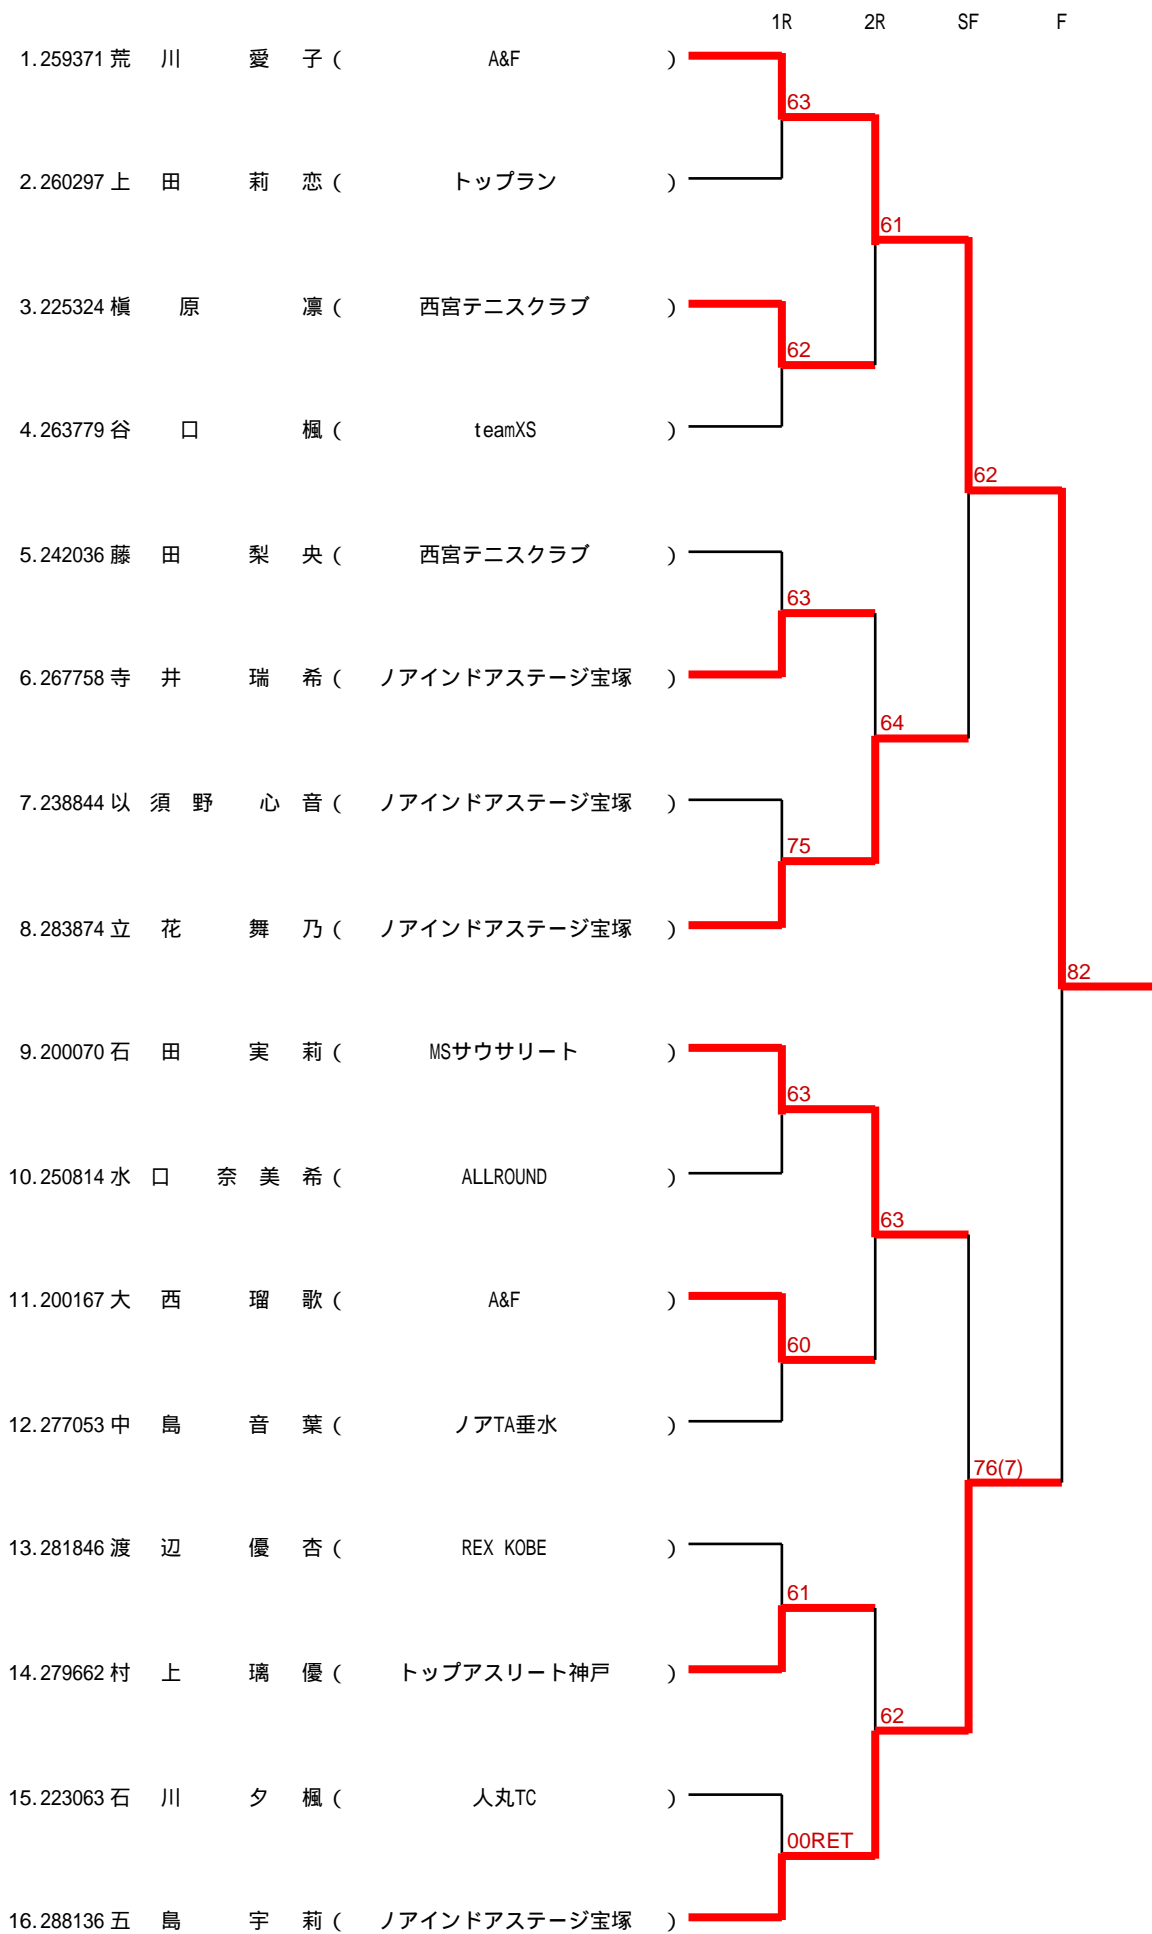 1R 2R SF F
1.259371 荒 川 愛 子 ( A&F )
63
2.260297 上 田 莉 恋 ( トップラン )
61
3.225324 槇 原 凛 ( 西宮テニスクラブ )
62
4.263779 谷 口 楓 ( teamXS )
62
5.242036 藤 田 梨 央 ( 西宮テニスクラブ )
63
6.267758 寺 井 瑞 希 ( ノアインドアステージ宝塚 )
64
7.238844 以 須 野 心 音 ( ノアインドアステージ宝塚 )
75
8.283874 立 花 舞 乃 ( ノアインドアステージ宝塚 )
82
9.200070 石 田 実 莉 ( MSサウサリート )
63
10.250814 水 口 奈 美 希 ( ALLROUND )
63
11.200167 大 西 瑠 歌 ( A&F )
60
12.277053 中 島 音 葉 ( ノアTA垂水 )
76(7)
13.281846 渡 辺 優 杏 ( REX KOBE )
61
14.279662 村 上 璃 優 ( トップアスリート神戸 )
62
15.223063 石 川 夕 楓 ( 人丸TC )
00RET
16.288136 五 島 宇 莉 ( ノアインドアステージ宝塚 )